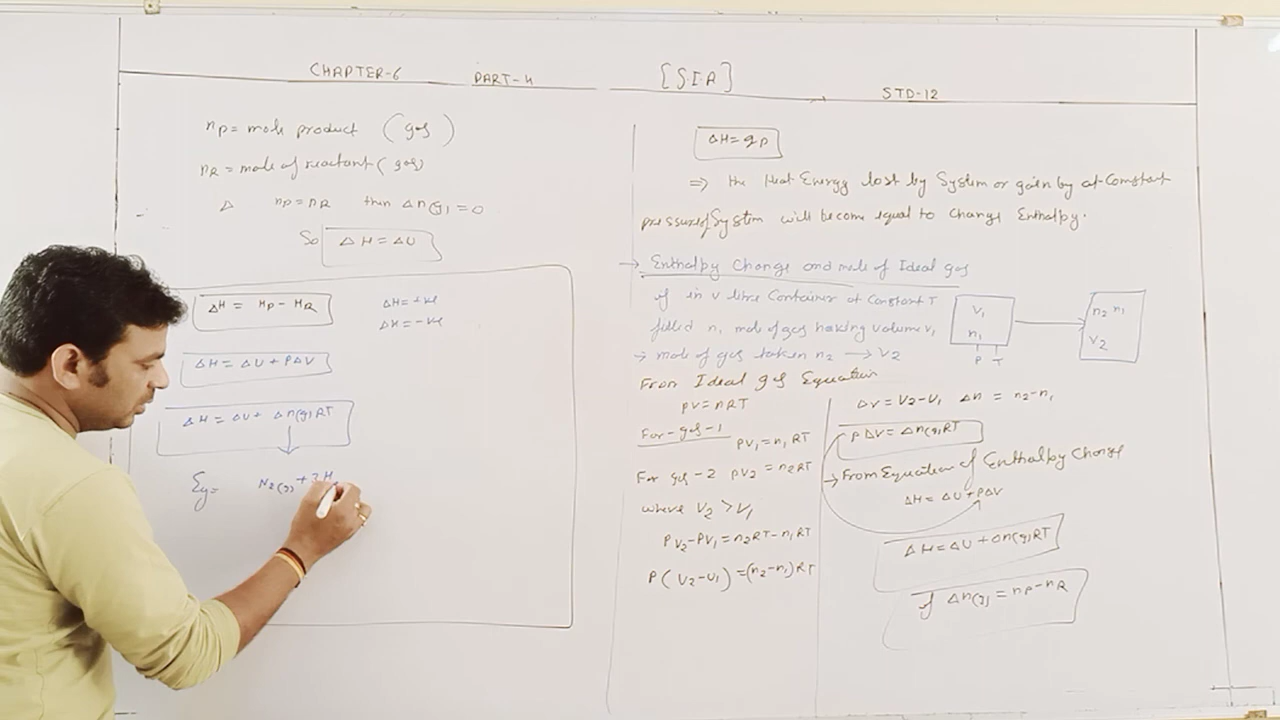 CHAPTER-6 PART-4 [S.I.R] STD-12
nP = mole product (gas)
nR = mole of reactant (gas)
Δ nP = nR then Δn(g) = 0
So ΔH = ΔU
ΔH = HP - HR
ΔH = +ve
ΔH = -ve
ΔH = ΔU + PΔV
ΔH = ΔU + Δn(g)RT
Eg= N2(g) + 3H
ΔH = qP
⇒ the Heat Energy lost by System or gain by at Constant
pressure of System will become equal to change Enthalpy.
→ Enthalpy Change and mole of Ideal gas
if in V litre Container at Constant T
filled n1 mole of gas having volume V1
→ mole of gas taken n2 → V2
V1
n1
P T
n2 n1
V2
From Ideal gas Equation
PV = nRT
For-gas-1
PV1 = n1 RT
For gas-2 PV2 = n2RT
where V2 > V1
PV2 - PV1 = n2RT - n1RT
P(V2 - V1) = (n2 - n1)RT
ΔV = V2 - V1 Δn = n2 - n1
PΔV = Δn(g)RT
→ From Equation of Enthalpy Change
ΔH = ΔU + PΔV
ΔH = ΔU + Δn(g)RT
if Δn(g) = nP - nR